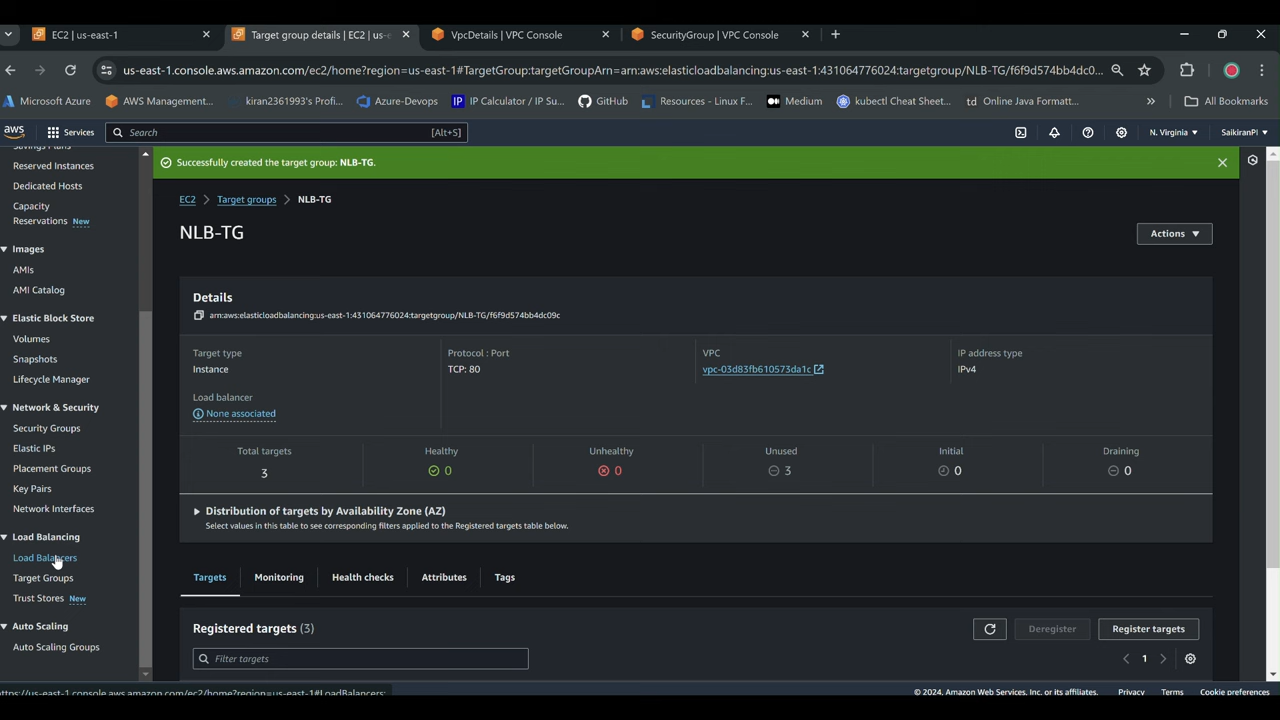 EC2 | us-east-1
Target group details | EC2 | us-e
VpcDetails | VPC Console
SecurityGroup | VPC Console
us-east-1.console.aws.amazon.com/ec2/home?region=us-east-1#TargetGroup:targetGroupArn=arn:aws:elasticloadbalancing:us-east-1:431064776024:targetgroup/NLB-TG/f6f9d574bb4dc0...
Microsoft Azure
AWS Management...
kiran2361993's Profi...
Azure-Devops
IP IP Calculator / IP Su...
GitHub
Resources - Linux F...
Medium
kubectl Cheat Sheet...
td Online Java Formatt...
All Bookmarks
aws
Services
Search
[Alt+S]
N. Virginia
SaikiranPI
Savings Plans
Reserved Instances
Dedicated Hosts
Capacity
Reservations New
Images
AMIs
AMI Catalog
Elastic Block Store
Volumes
Snapshots
Lifecycle Manager
Network & Security
Security Groups
Elastic IPs
Placement Groups
Key Pairs
Network Interfaces
Load Balancing
Load Balancers
Target Groups
Trust Stores New
Auto Scaling
Auto Scaling Groups
Successfully created the target group: NLB-TG.
EC2
Target groups
NLB-TG
NLB-TG
Actions
Details
arn:aws:elasticloadbalancing:us-east-1:431064776024:targetgroup/NLB-TG/f6f9d574bb4dc09c
Target type
Instance
Protocol : Port
TCP: 80
VPC
vpc-03d83fb610573da1c
IP address type
IPv4
Load balancer
None associated
Total targets
3
Healthy
0
Unhealthy
0
Unused
3
Initial
0
Draining
0
Distribution of targets by Availability Zone (AZ)
Select values in this table to see corresponding filters applied to the Registered targets table below.
Targets
Monitoring
Health checks
Attributes
Tags
Registered targets (3)
Deregister
Register targets
Filter targets
1
https://us-east-1.console.aws.amazon.com/ec2/home?region=us-east-1#LoadBalancers:
© 2024, Amazon Web Services, Inc. or its affiliates.
Privacy
Terms
Cookie preferences